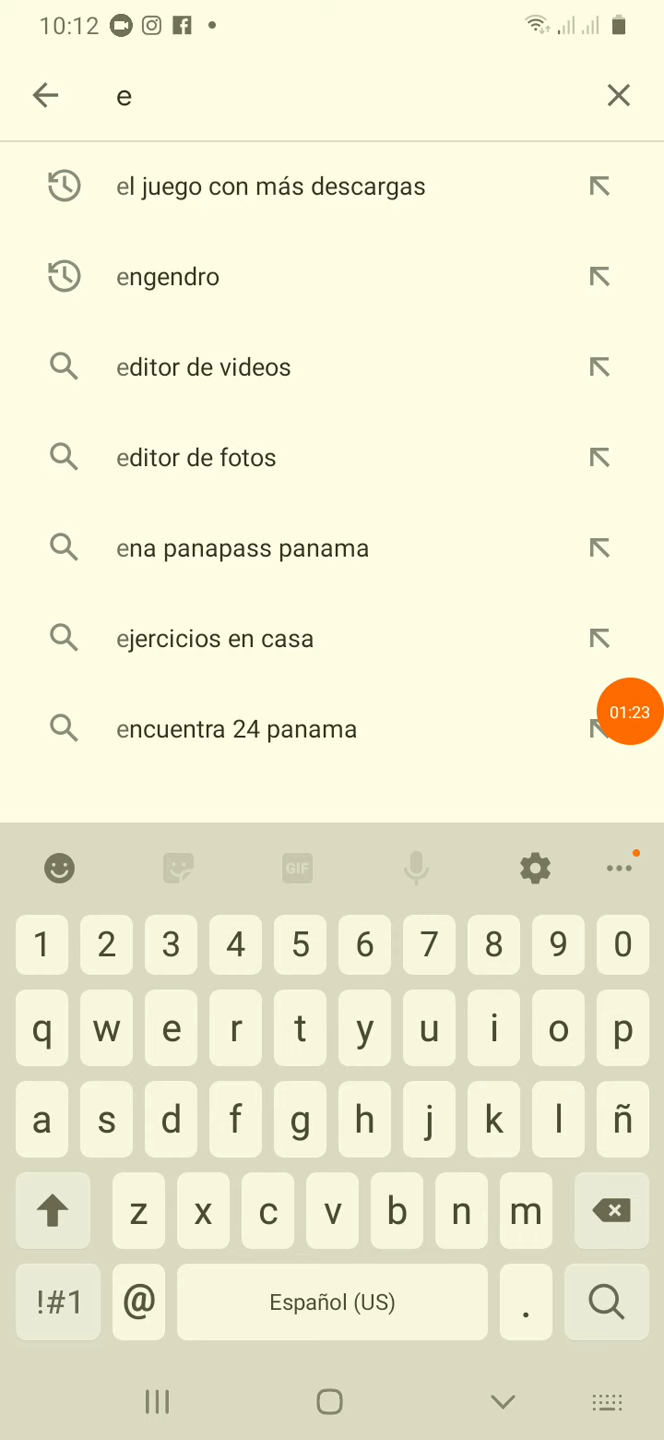 10:12
e
el juego con más descargas
engendro
editor de videos
editor de fotos
ena panapass panama
ejercicios en casa
01:23
encuentra 24 panama
GIF
1 2 3 4 5 6 7 8 9 0
q w e r t y u i o p
a s d f g h j k l ñ
z x c v b n m
!#1 @ Español (US) .